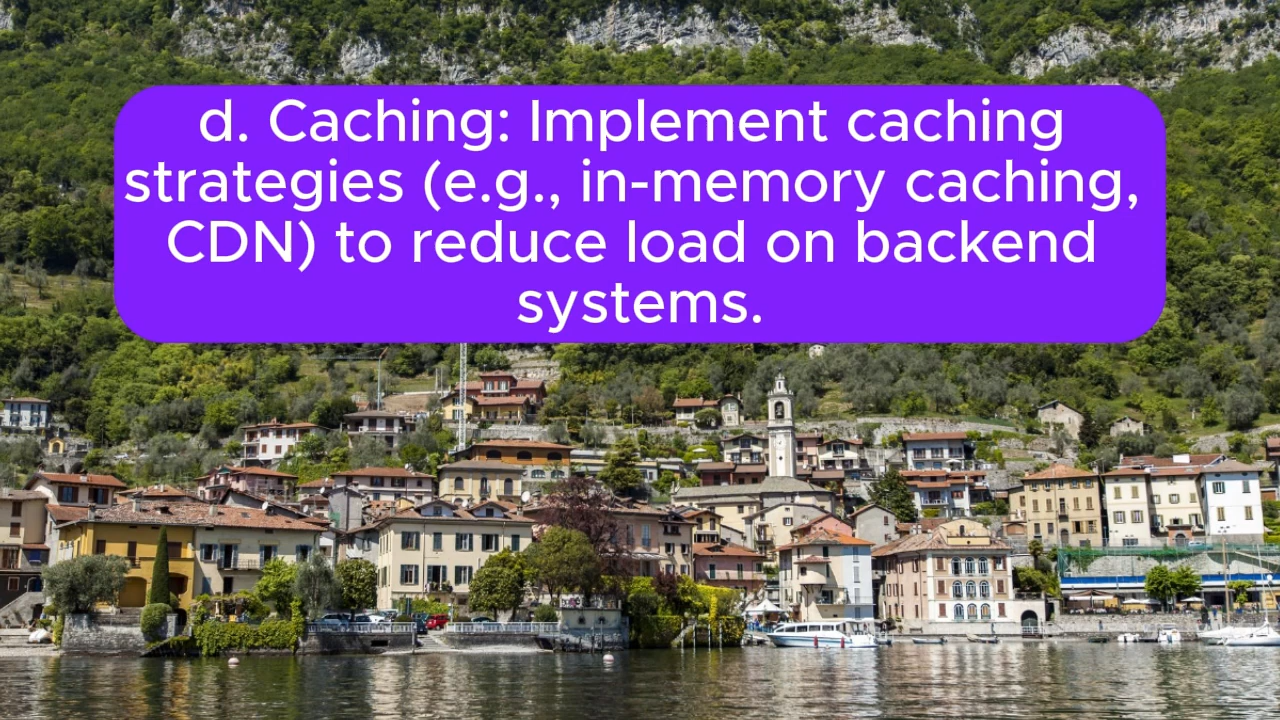 d. Caching: Implement caching
strategies (e.g., in-memory caching,
CDN) to reduce load on backend
systems.